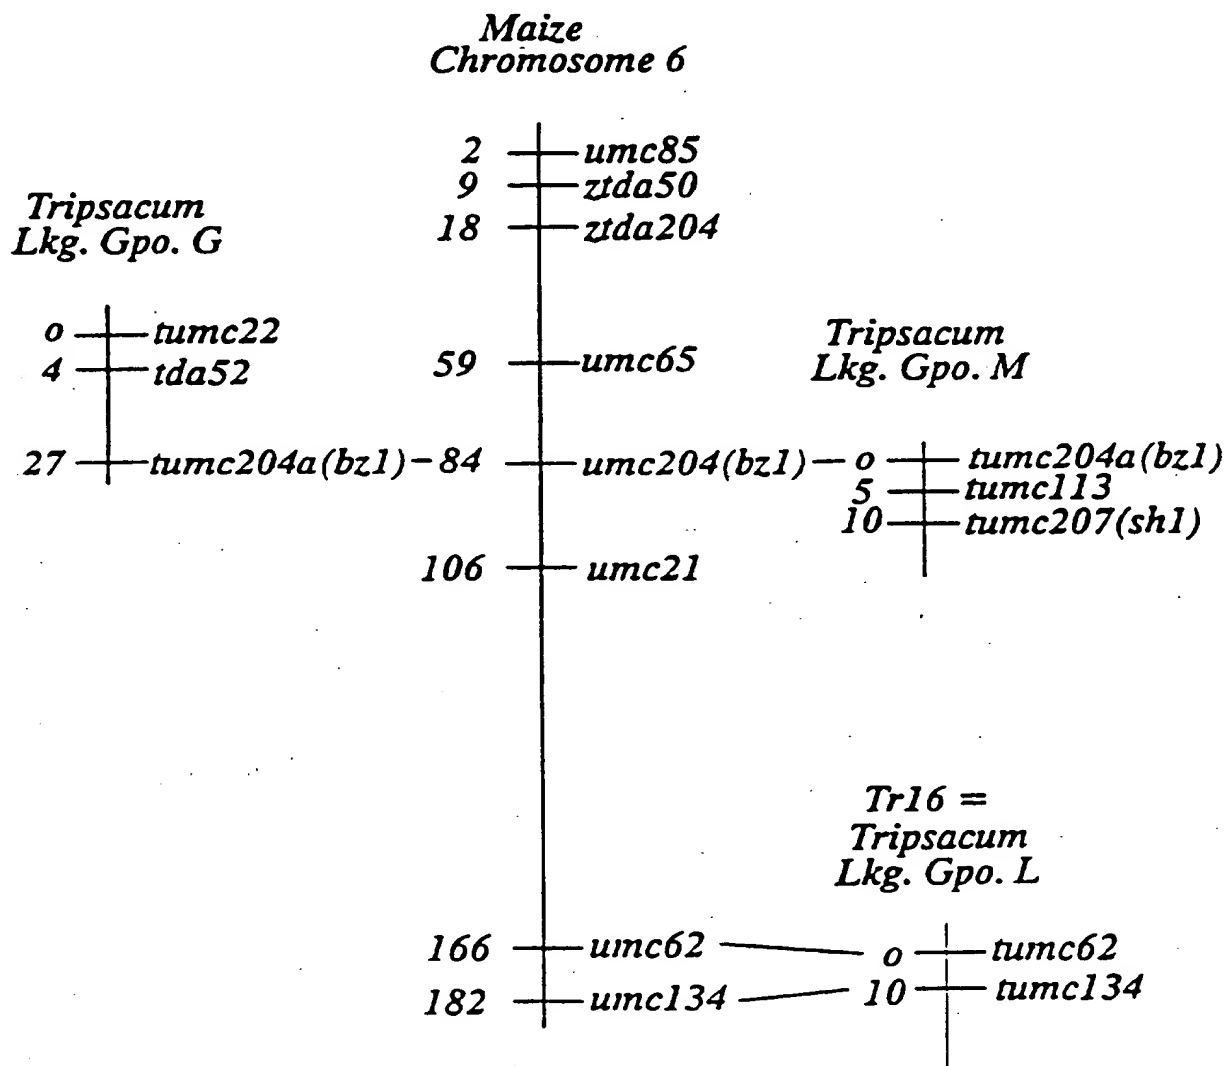 Maize
Chromosome 6
2 umc85
9 ztda50
18 ztda204
59 umc65
84 umc204(bz1)
106 umc21
166 umc62
182 umc134
Tripsacum
Lkg. Gpo. G
o tumc22
4 tda52
27 tumc204a(bz1)
Tripsacum
Lkg. Gpo. M
o tumc204a(bz1)
5 tumc113
10 tumc207(sh1)
Tr16 =
Tripsacum
Lkg. Gpo. L
o tumc62
10 tumc134